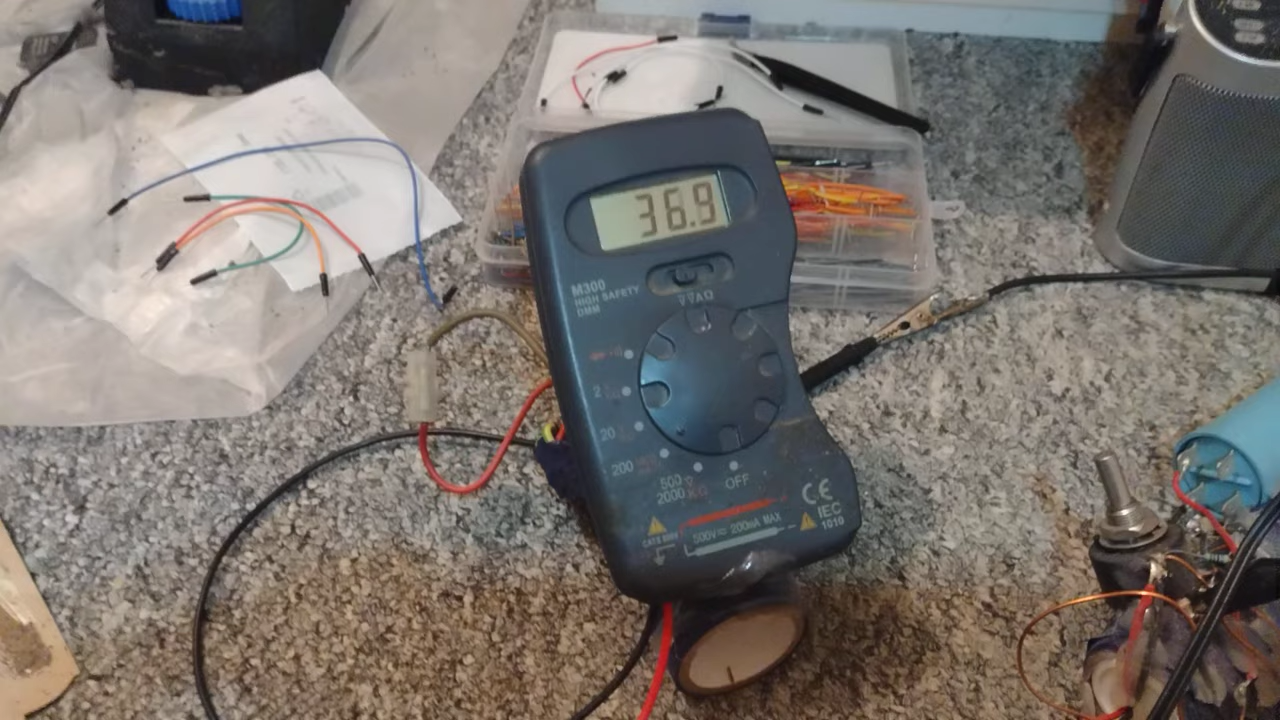 36.9
M300
HIGH SAFETY
DMM
Ω
2
20
200
500
2000
OFF
CE
IEC
1010
500V 200mA MAX